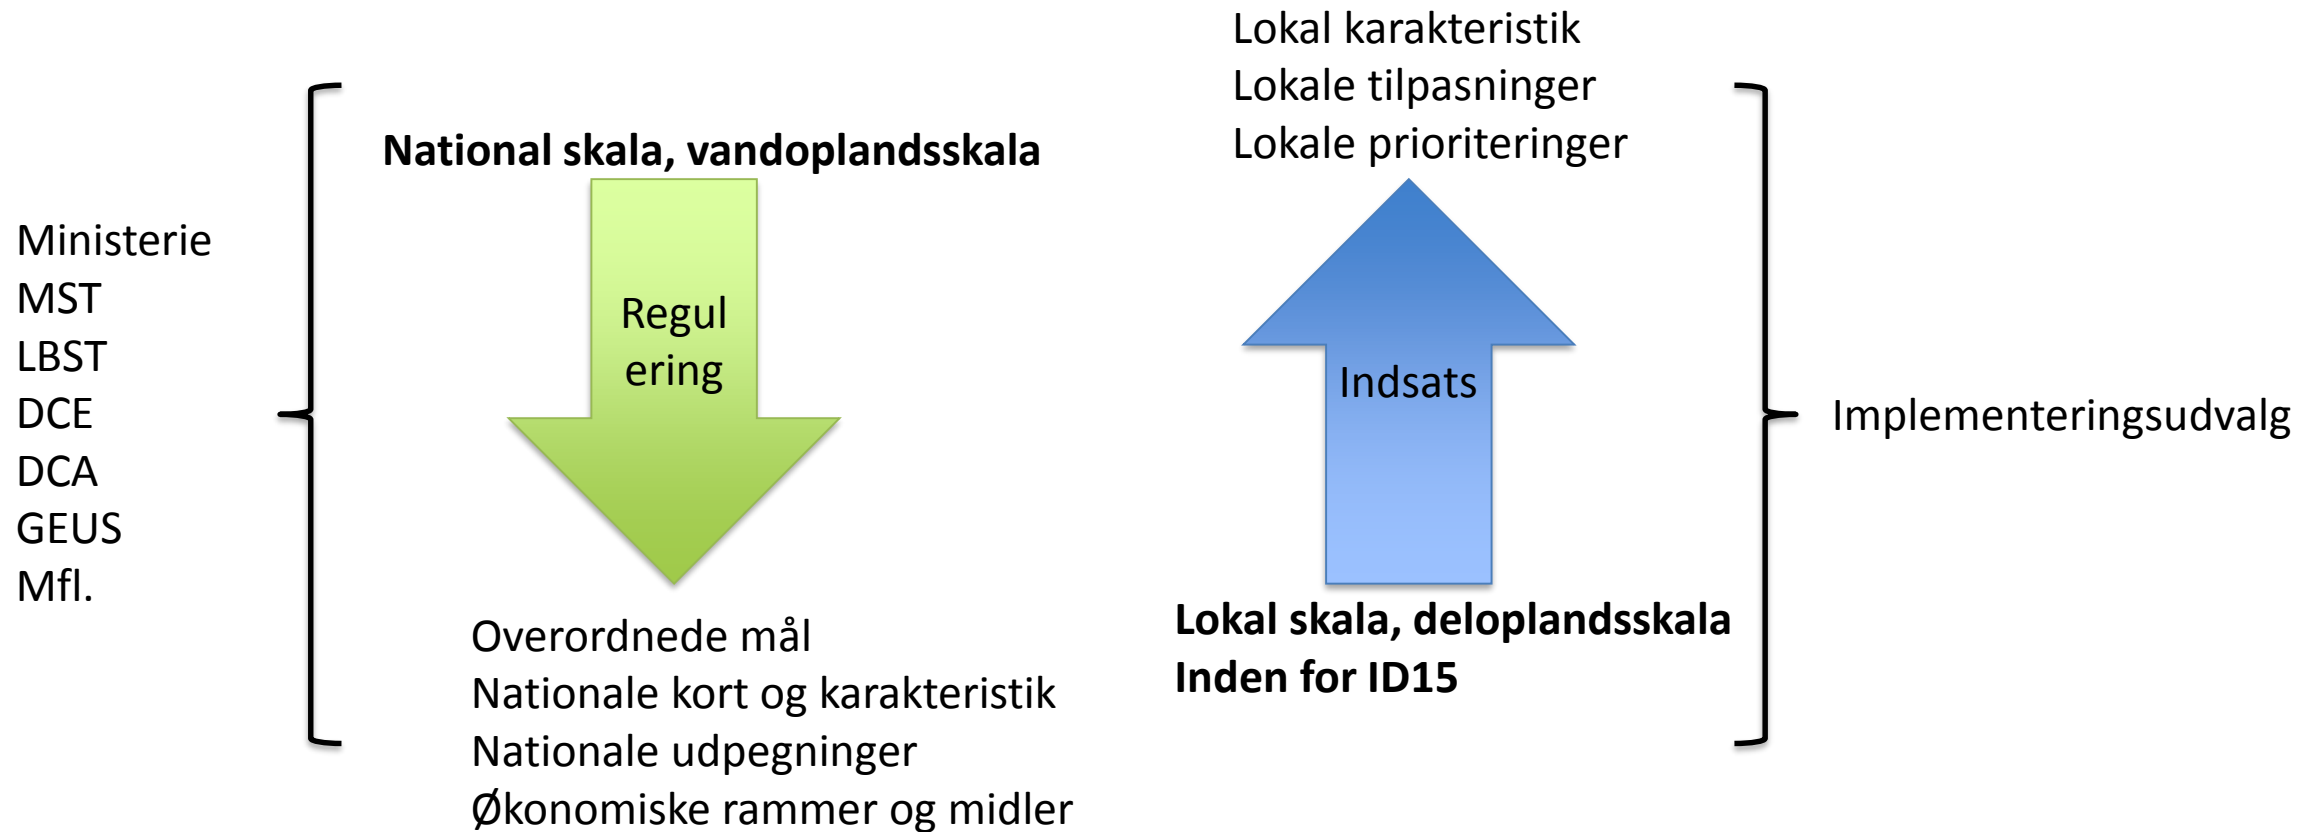 Ministerie
MST
LBST
DCE
DCA
GEUS
Mfl.
National skala, vandoplandsskala
Regul
ering
Overordnede mål
Nationale kort og karakteristik
Nationale udpegninger
Økonomiske rammer og midler
Lokal karakteristik
Lokale tilpasninger
Lokale prioriteringer
Indsats
Lokal skala, deloplandsskala
Inden for ID15
Implementeringsudvalg